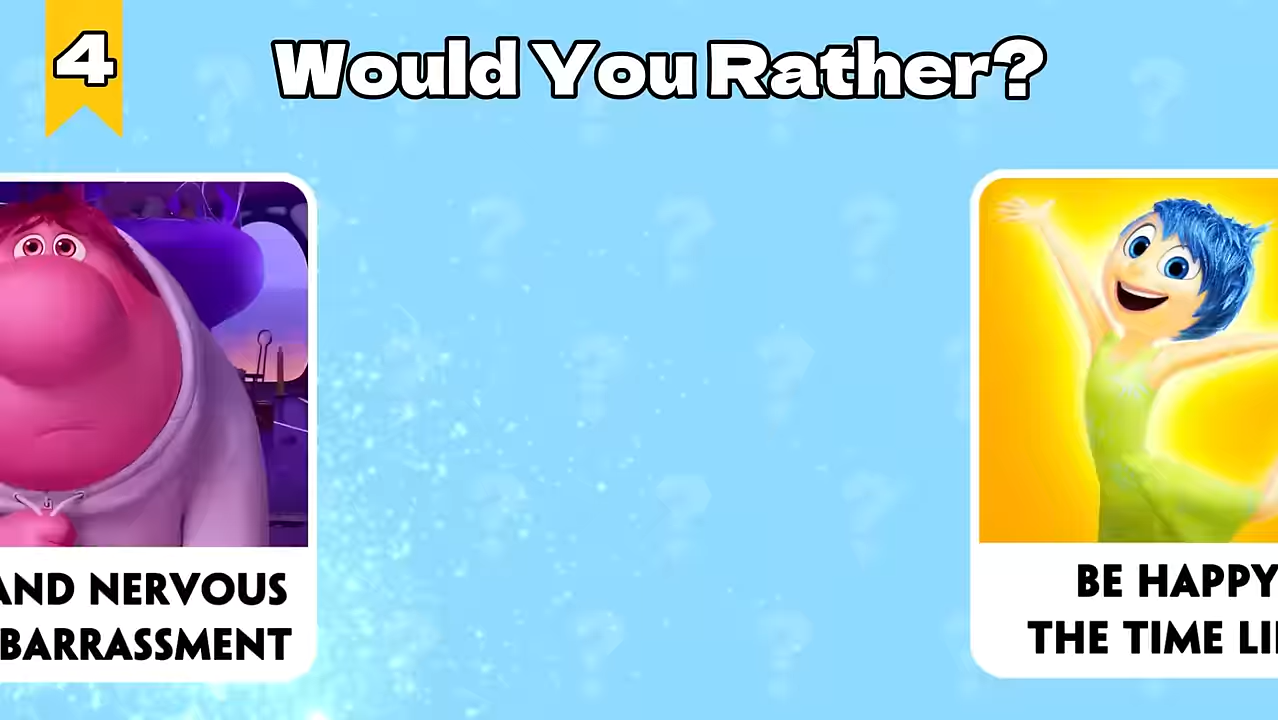 4
Would You Rather?
AND NERVOUS
BARRASSMENT
BE HAPPY
THE TIME LI